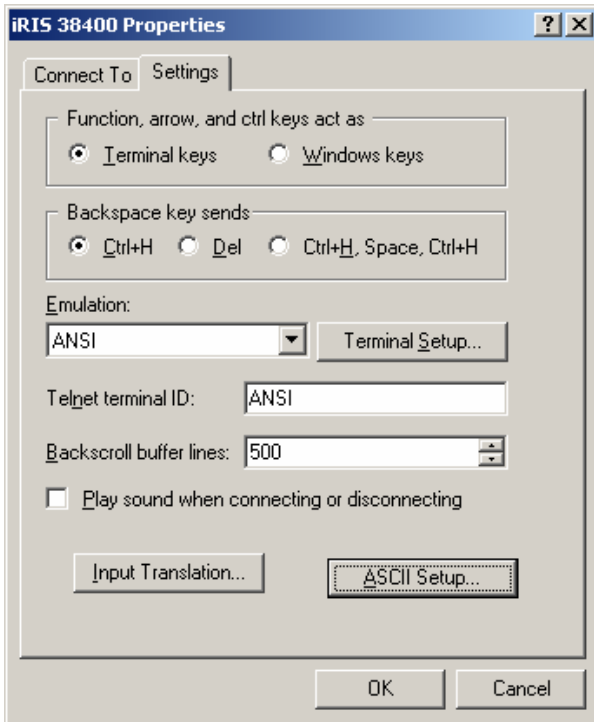 iRIS 38400 Properties
Connect To Settings
Function, arrow, and ctrl keys act as
Terminal keys Windows keys
Backspace key sends
Ctrl+H Del Ctrl+H, Space, Ctrl+H
Emulation:
ANSI Terminal Setup...
Telnet terminal ID: ANSI
Backscroll buffer lines: 500
Play sound when connecting or disconnecting
Input Translation... ASCII Setup...
OK Cancel